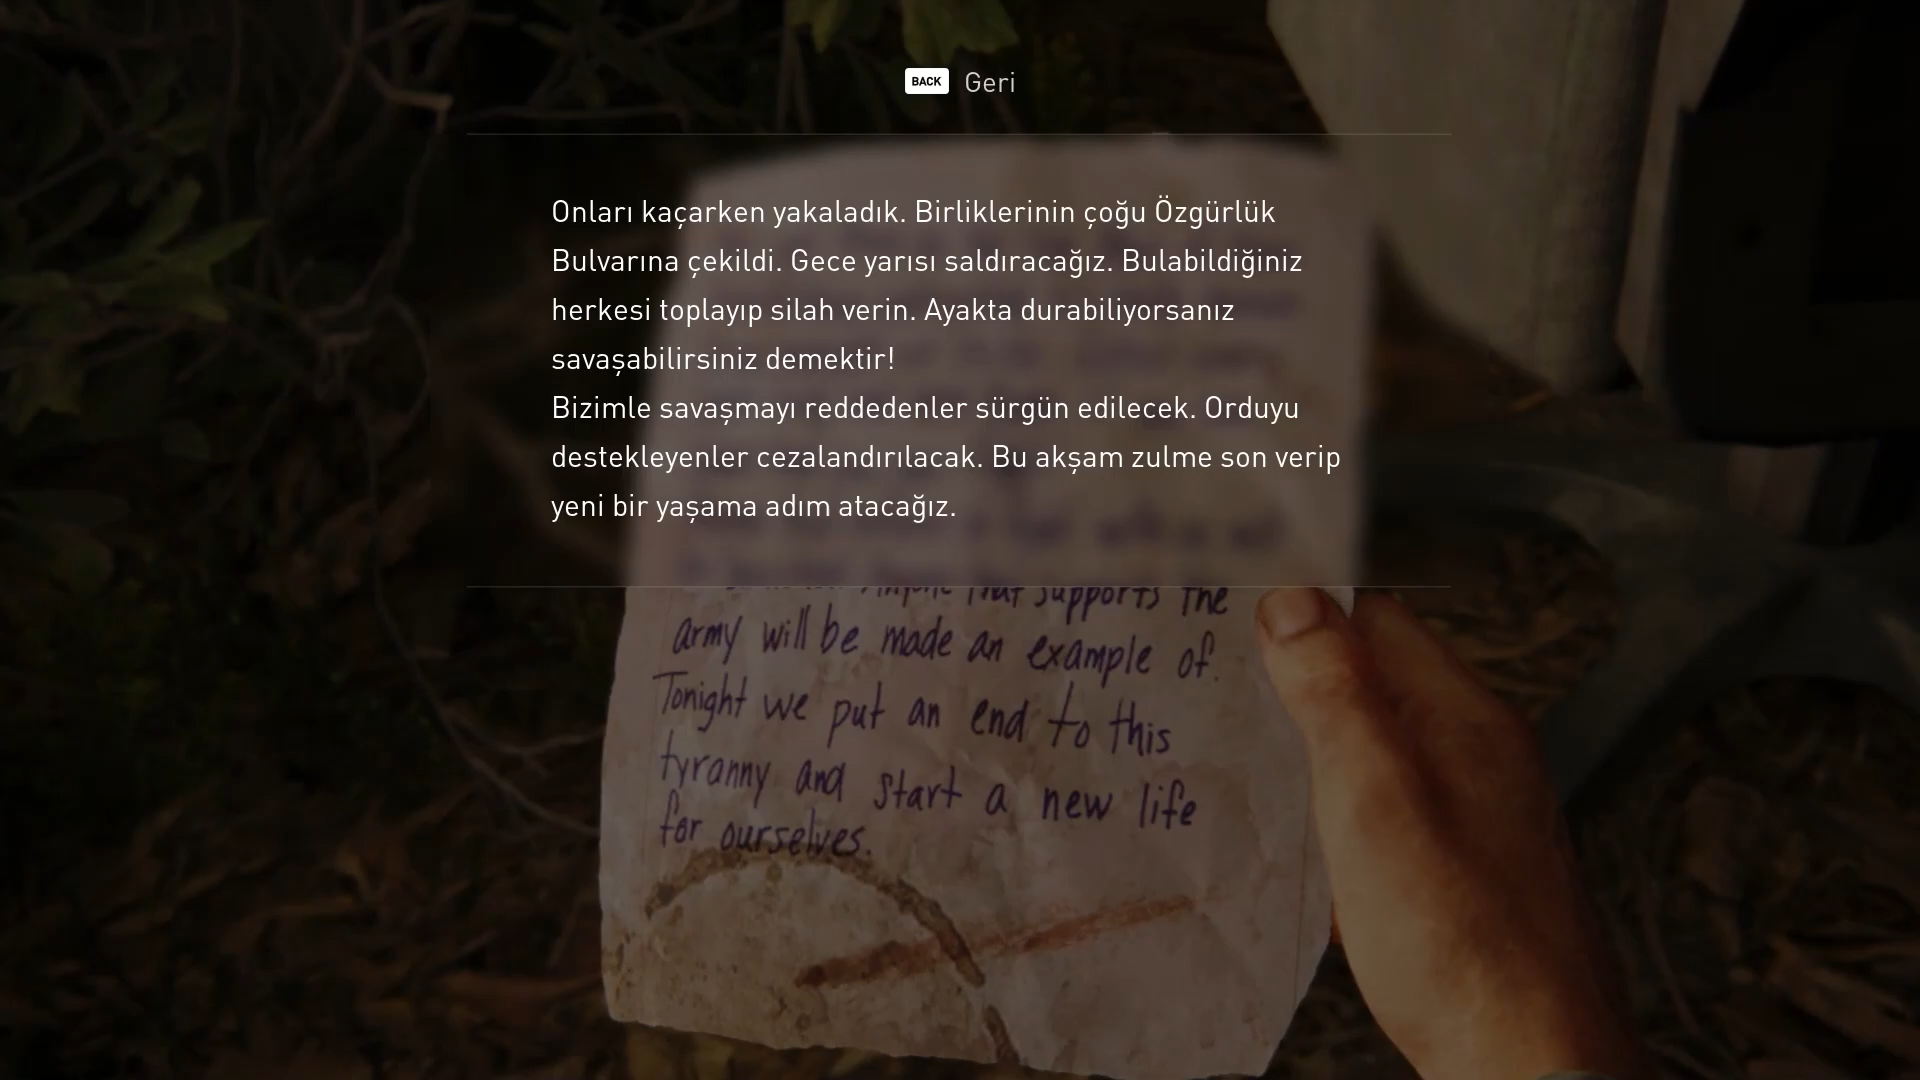 BACK Geri
Onları kaçarken yakaladık. Birliklerinin çoğu Özgürlük
Bulvarına çekildi. Gece yarısı saldıracağız. Bulabildiğiniz
herkesi toplayıp silah verin. Ayakta durabiliyorsanız
savaşabilirsiniz demektir!
Bizimle savaşmayı reddedenler sürgün edilecek. Orduyu
destekleyenler cezalandırılacak. Bu akşam zulme son verip
yeni bir yaşama adım atacağız.
that supports the
army will be made an example of.
Tonight we put an end to this
tyranny and start a new life
for ourselves.